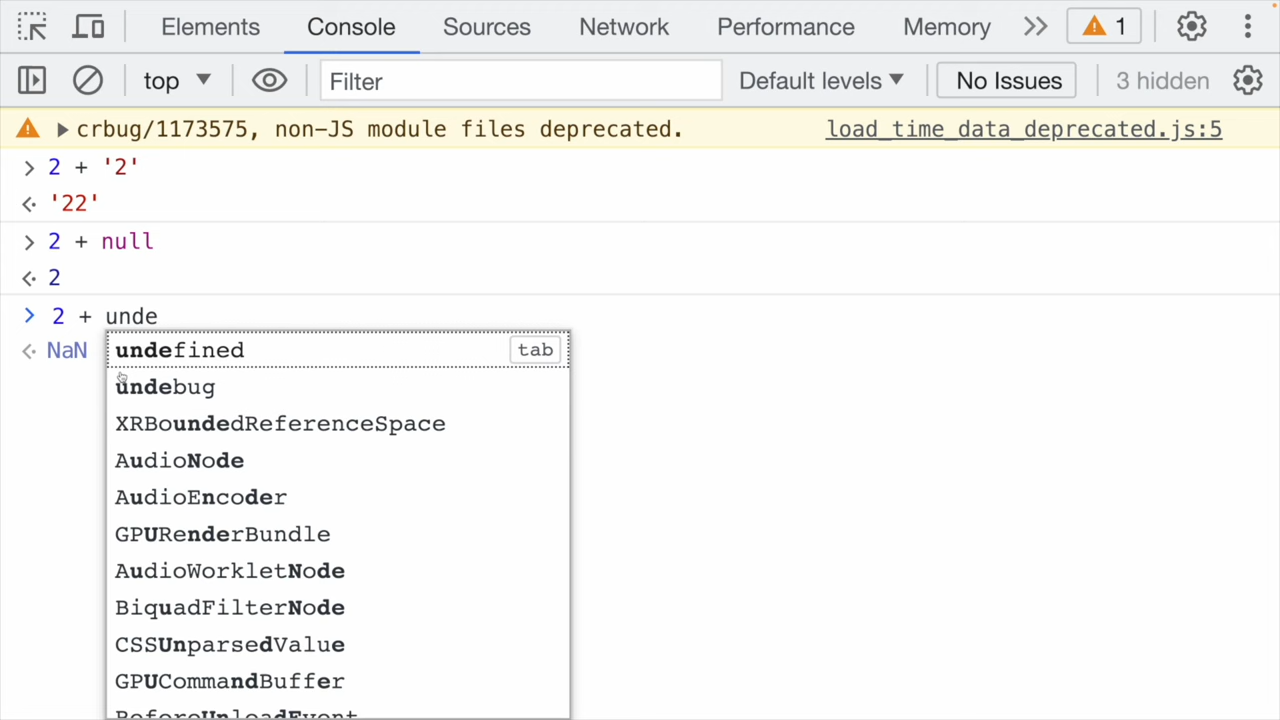 Elements Console Sources Network Performance Memory 1
top Filter Default levels No Issues 3 hidden
crbug/1173575, non-JS module files deprecated. load_time_data_deprecated.js:5
2 + '2'
'22'
2 + null
2
2 + unde
NaN
undefined tab
undebug
XRBoundedReferenceSpace
AudioNode
AudioEncoder
GPURenderBundle
AudioWorkletNode
BiquadFilterNode
CSSUnparsedValue
GPUCommandBuffer
BeforeUnloadEvent